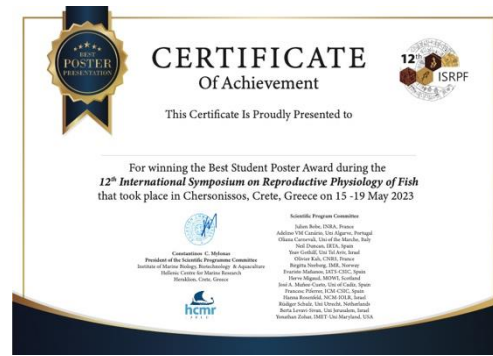 BEST
POSTER
PRESENTATION
CERTIFICATE
Of Achievement
12th
ISRPF
This Certificate Is Proudly Presented to
For winning the Best Student Poster Award during the
12th International Symposium on Reproductive Physiology of Fish
that took place in Chersonissos, Crete, Greece on 15 -19 May 2023
Constantinos C. Mylonas
President of the Scientific Programme Committee
Institute of Marine Biology, Biotechnology & Aquaculture
Hellenic Centre for Marine Research
Heraklion, Crete, Greece
hcmr
Scientific Program Committee
Julien Bobe, INRA, France
Adelino VM Canário, Uni Algarve, Portugal
Oliana Carnevali, Uni of the Marche, Italy
Neil Duncan, IRTA, Spain
Yoav Gothilf, Uni Tel Aviv, Israel
Olivier Kah, CNRS, France
Birgitta Norberg, IMR, Norway
Evaristo Mañanos, IATS-CSIC, Spain
Herve Migaud, MOWI, Scotland
José A. Muñoz-Cueto, Uni of Cadiz, Spain
Francesc Piferrer, ICM-CSIC, Spain
Hanna Rosenfeld, NCM-IOLR, Israel
Rüdiger Schulz, Uni Utrecht, Netherlands
Berta Levavi-Sivan, Uni Jerusalem, Israel
Yonathan Zohar, IMET-Uni Maryland, USA